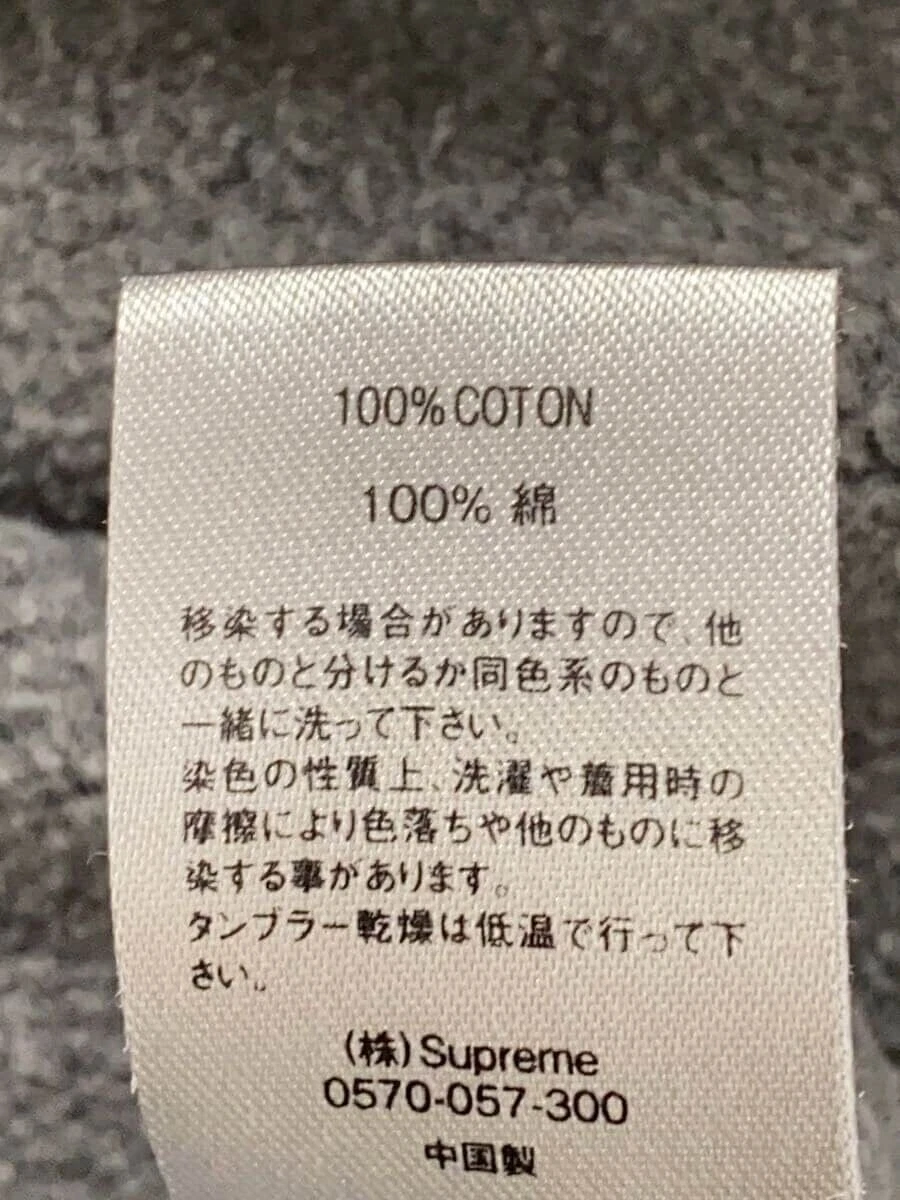 100% COTON
100% 綿
移染する場合がありますので、他
のものと分けるか同色系のものと
一緒に洗って下さい。
染色の性質上、洗濯や着用時の
摩擦により色落ちや他のものに移
染する事があります。
タンブラー乾燥は低温で行って下
さい。
(株)Supreme
0570-057-300
中国製